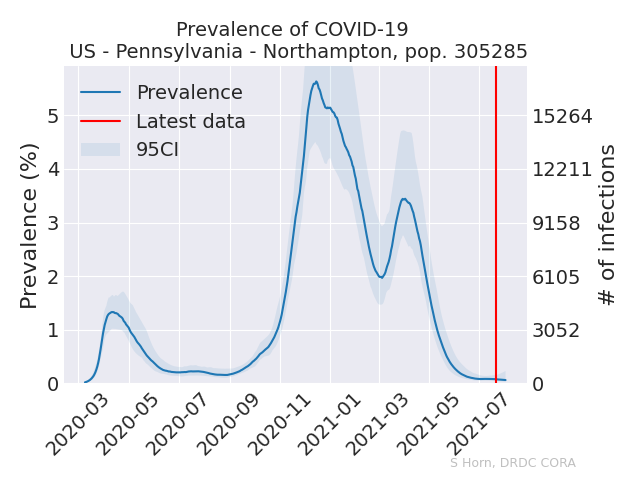 Prevalence of COVID-19
US - Pennsylvania - Northampton, pop. 305285
Prevalence
Latest data
95CI
Prevalence (%)
5
4
3
2
1
0
15264
12211
9158
6105
3052
0
# of infections
2020-03
2020-05
2020-07
2020-09
2020-11
2021-01
2021-03
2021-05
2021-07
S Horn, DRDC CORA